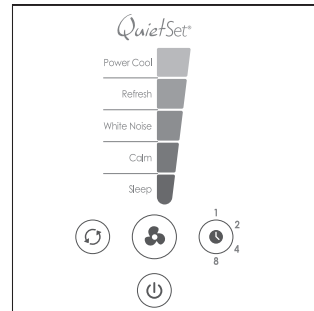 QuietSet®
Power Cool
Refresh
White Noise
Calm
Sleep
1
2
4
8